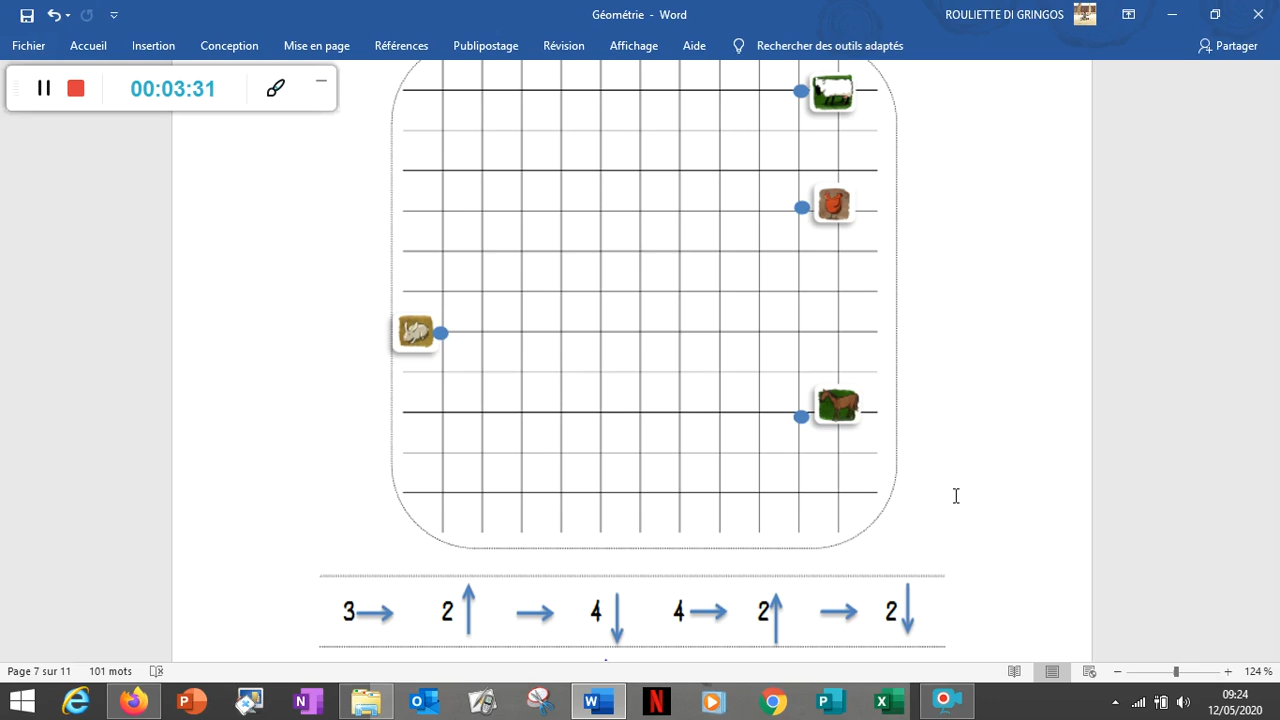 Géométrie - Word
ROULIETTE DI GRINGOS
Fichier Accueil Insertion Conception Mise en page Références Publipostage Révision Affichage Aide Rechercher des outils adaptés Partager
00:03:31
3 2 4 4 2 2
Page 7 sur 11 101 mots 124 %
09:24
12/05/2020